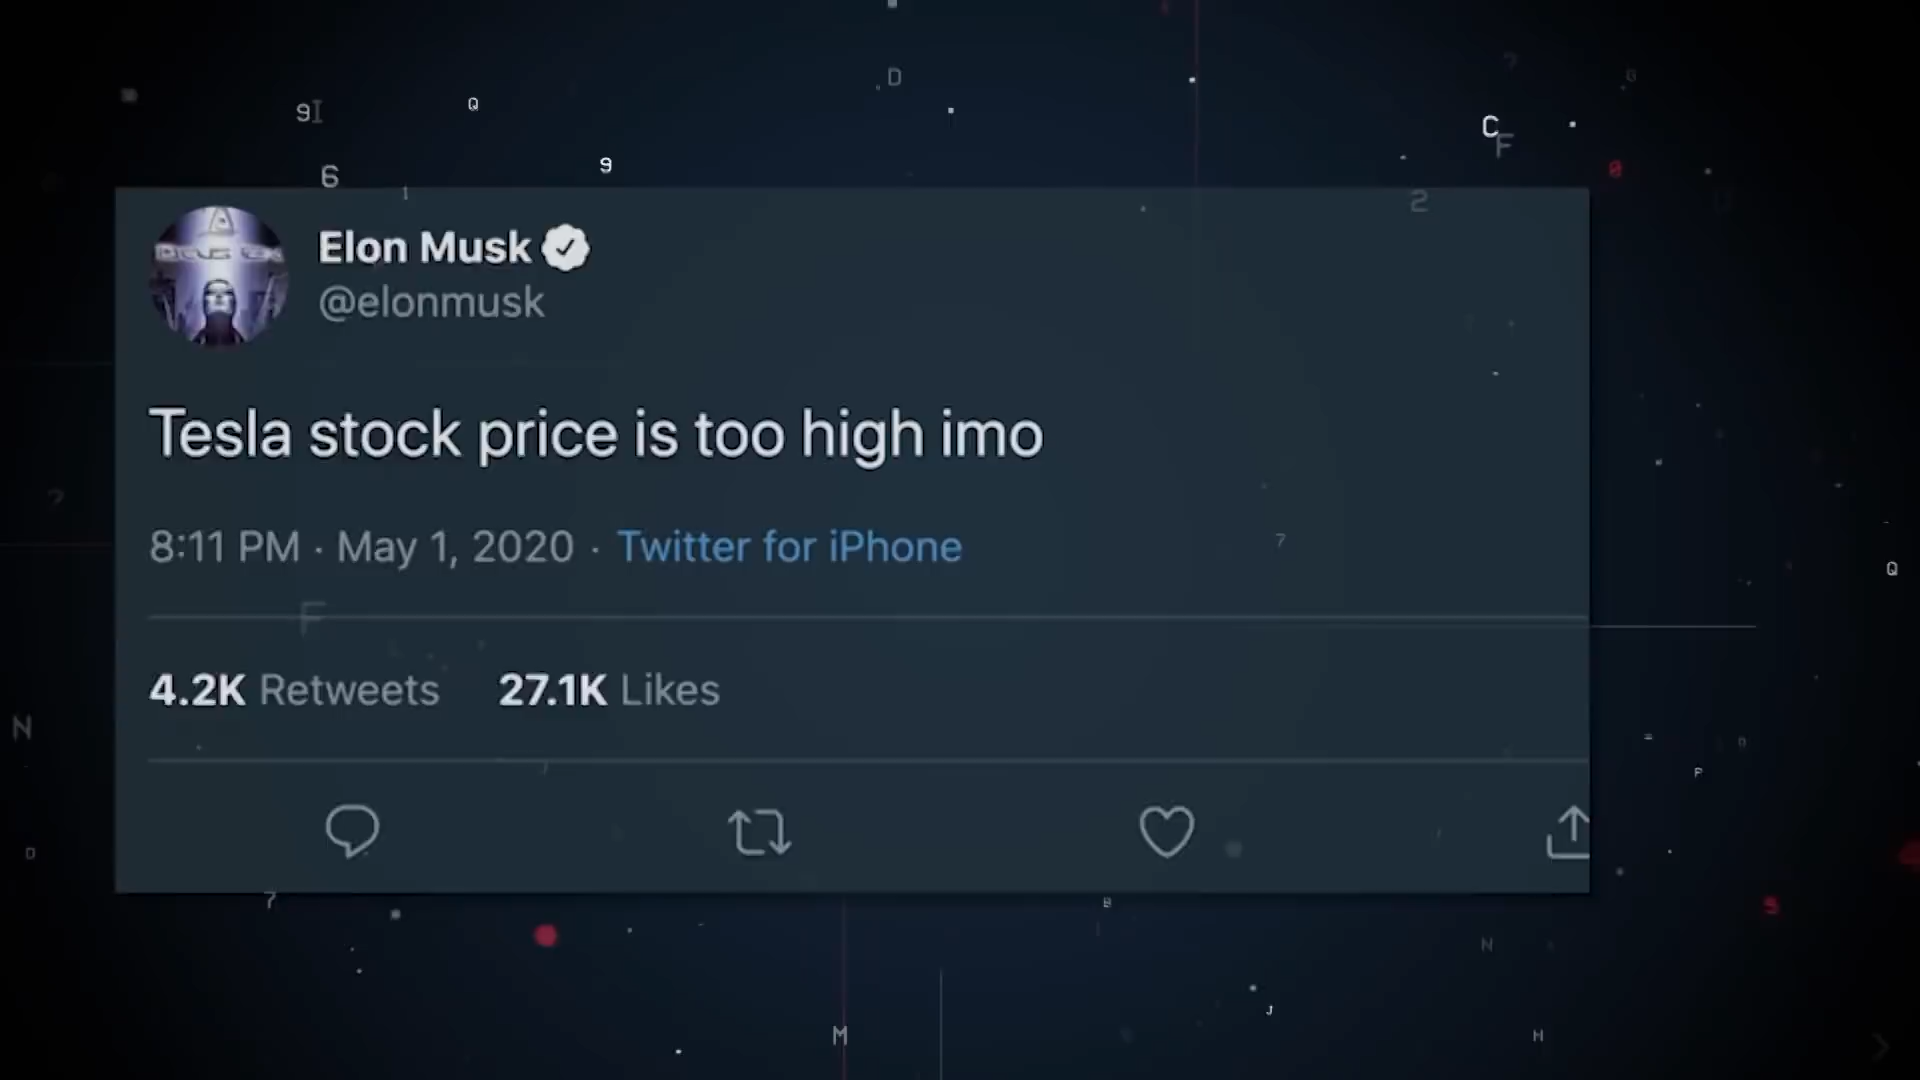 Elon Musk
@elonmusk
Tesla stock price is too high imo
8:11 PM · May 1, 2020 · Twitter for iPhone
4.2K Retweets 27.1K Likes